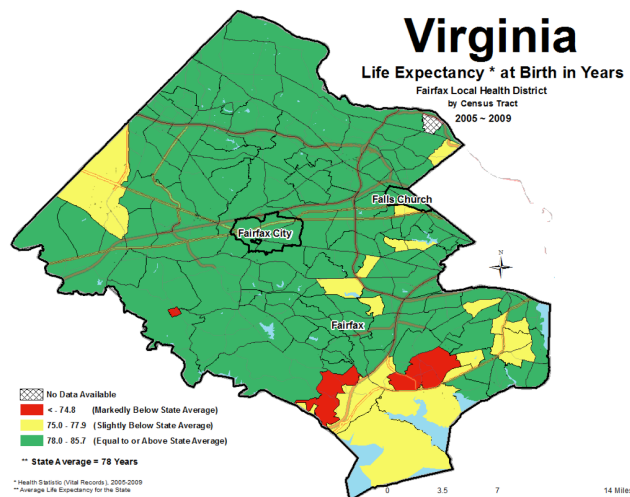 Virginia
Life Expectancy * at Birth in Years
Fairfax Local Health District
by Census Tract
2005 ~ 2009
Falls Church
Fairfax City
N
Fairfax
No Data Available
< - 74.8 (Markedly Below State Average)
75.0 - 77.9 (Slightly Below State Average)
78.0 - 85.7 (Equal to or Above State Average)
** State Average = 78 Years
* Health Statistic (Vital Records), 2005-2009
** Average Life Expectancy for the State
0 3.5 7 14 Miles